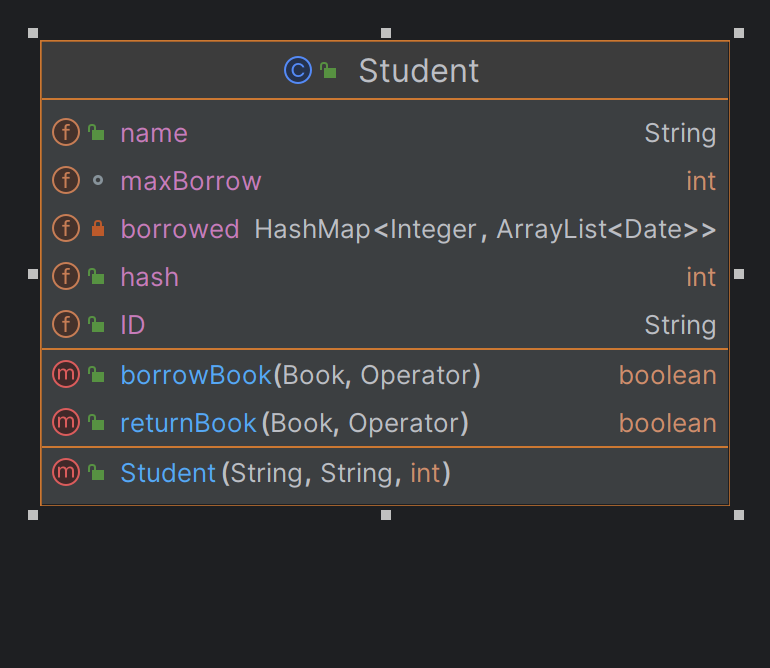 C Student
f name String
f maxBorrow int
f borrowed HashMap<Integer, ArrayList<Date>>
f hash int
f ID String
m borrowBook(Book, Operator) boolean
m returnBook(Book, Operator) boolean
m Student(String, String, int)